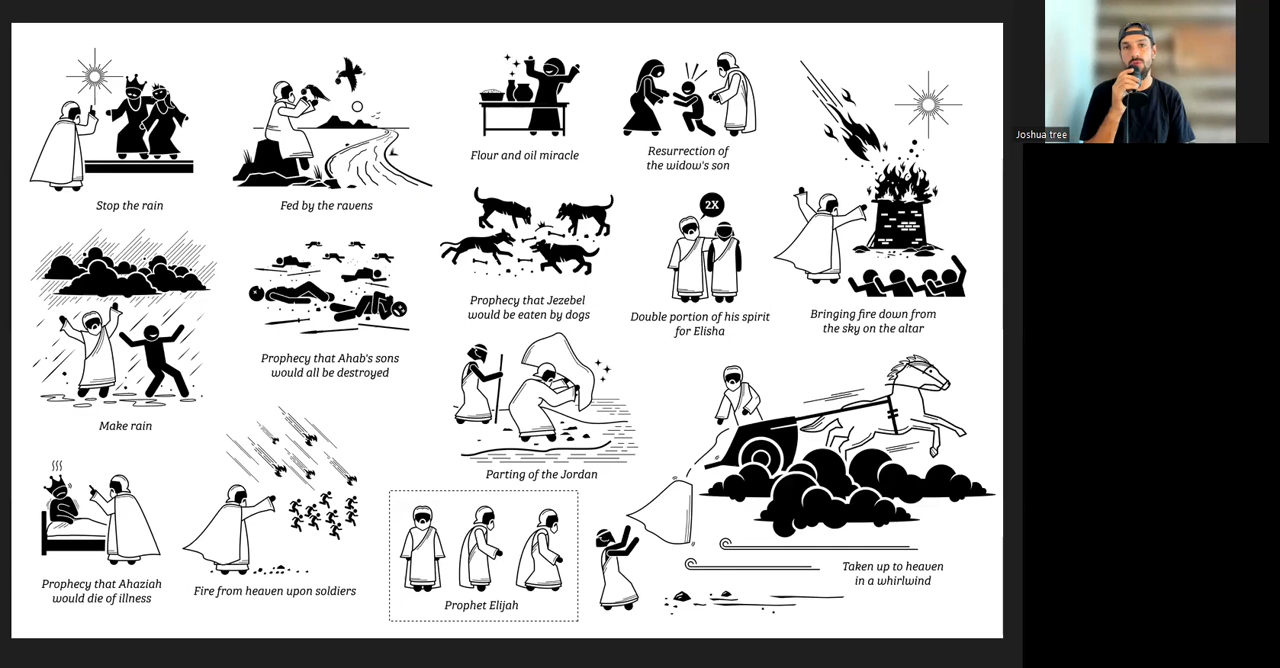 Joshua tree
Stop the rain
Fed by the ravens
Flour and oil miracle
Resurrection of
the widow's son
2X
Make rain
Prophecy that Ahab's sons
would all be destroyed
Prophecy that Jezebel
would be eaten by dogs
Double portion of his spirit
for Elisha
Bringing fire down from
the sky on the altar
Parting of the Jordan
Prophecy that Ahaziah
would die of illness
Fire from heaven upon soldiers
Prophet Elijah
Taken up to heaven
in a whirlwind